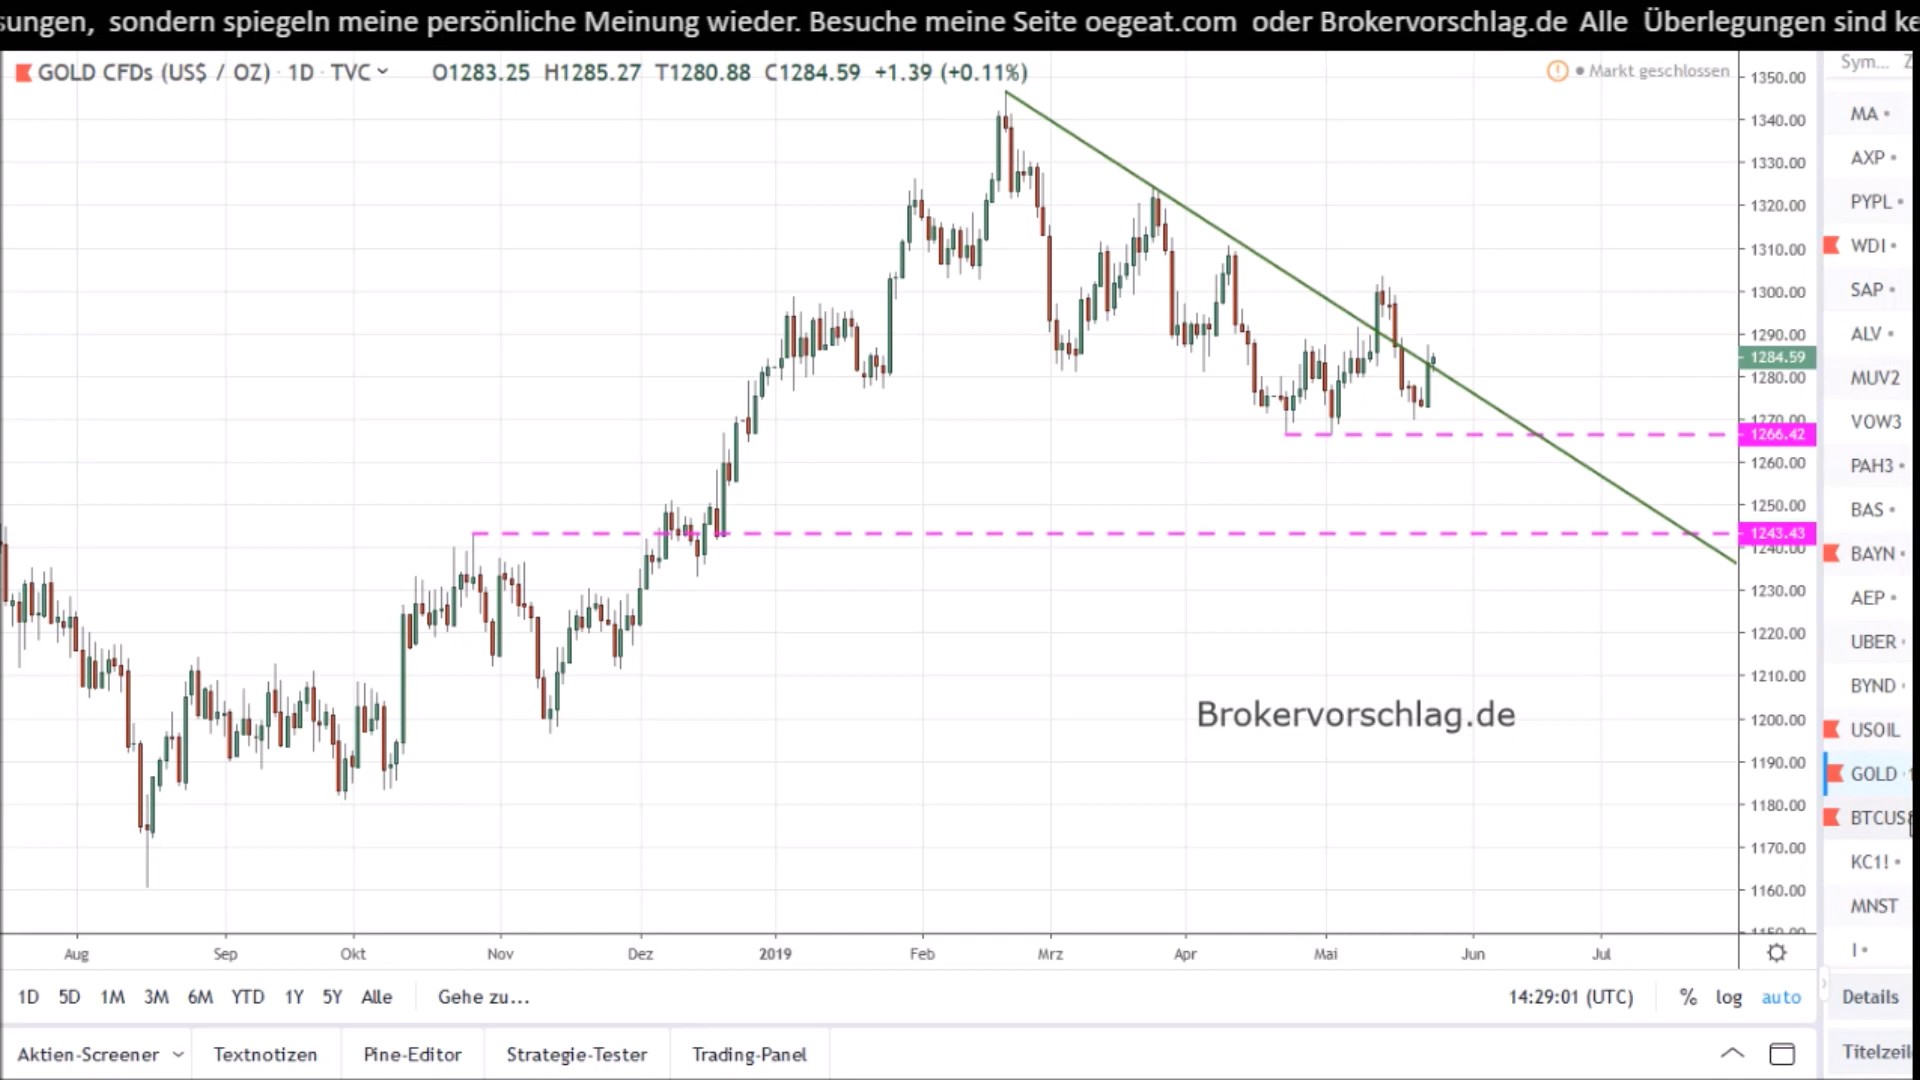 sondern spiegeln meine persönliche Meinung wieder. Besuche meine Seite oegeat.com oder Brokervorschlag.de Alle Überlegungen sind
GOLD CFDs (US$ / OZ) · 1D · TVC O1283.25 H1285.27 T1280.88 C1284.59 +1.39 (+0.11%)
Markt geschlossen
Sym...
1350.00
1340.00
1330.00
1320.00
1310.00
1300.00
1290.00
1284.59
1280.00
1270.00
1266.42
1260.00
1250.00
1243.43
1240.00
1230.00
1220.00
1210.00
1200.00
1190.00
1180.00
1170.00
1160.00
MA
AXP
PYPL
WDI
SAP
ALV
MUV2
VOW3
PAH3
BAS
BAYN
AEP
UBER
BYND
USOIL
GOLD
KC1!
MNST
Brokervorschlag.de
Aug Sep Okt Nov Dez 2019 Feb Mrz Apr Mai Jun Jul
1D 5D 1M 3M 6M YTD 1Y 5Y Alle Gehe zu... 14:29:01 (UTC) % log auto
Details
Aktien-Screener Textnotizen Pine-Editor Strategie-Tester Trading-Panel